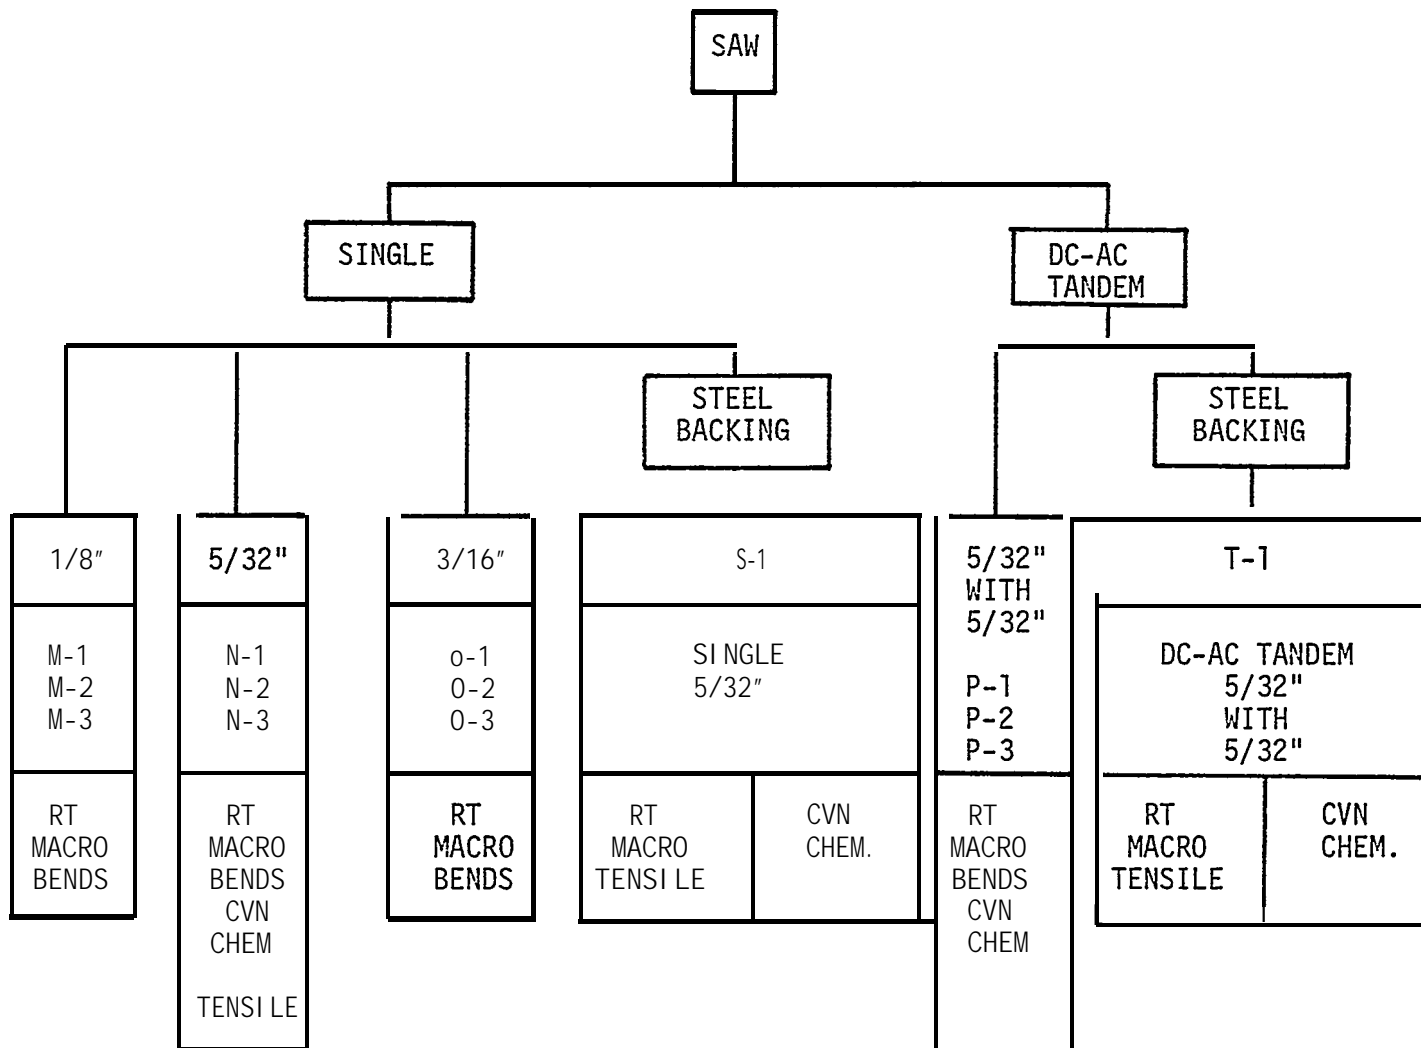 SAW
SINGLE
DC-AC
TANDEM
STEEL
BACKING
STEEL
BACKING
1/8"
M-1
M-2
M-3
RT
MACRO
BENDS
5/32"
N-1
N-2
N-3
RT
MACRO
BENDS
CVN
CHEM
TENSILE
3/16"
o-1
O-2
O-3
RT
MACRO
BENDS
S-1
SINGLE
5/32"
RT
MACRO
TENSILE
CVN
CHEM.
5/32"
WITH
5/32"
P-1
P-2
P-3
RT
MACRO
BENDS
CVN
CHEM
T-1
DC-AC TANDEM
5/32"
WITH
5/32"
RT
MACRO
TENSILE
CVN
CHEM.